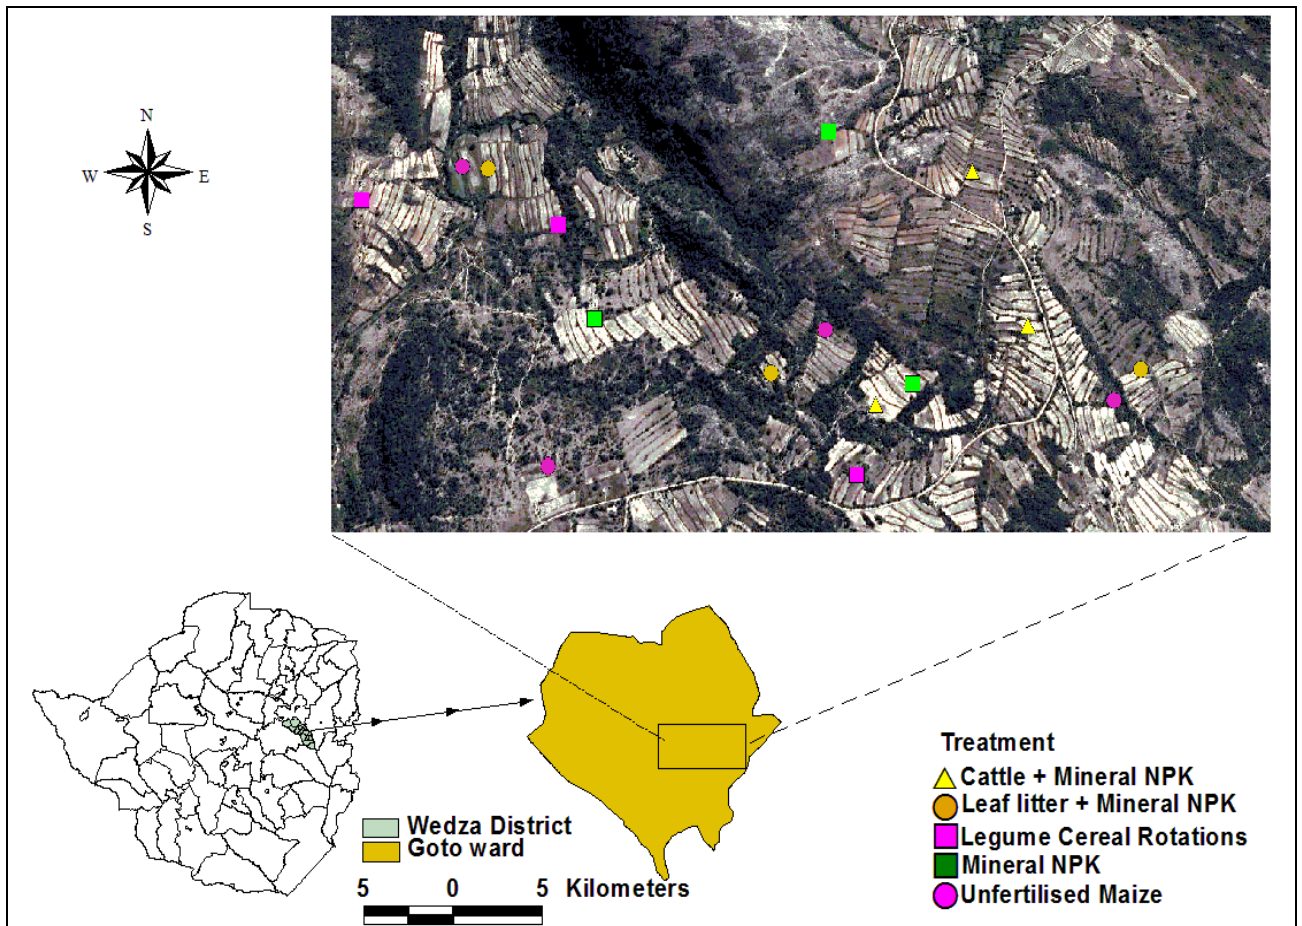 N
W E
S
Wedza District
Goto ward
5 0 5 Kilometers
Treatment
Cattle + Mineral NPK
Leaf litter + Mineral NPK
Legume Cereal Rotations
Mineral NPK
Unfertilised Maize